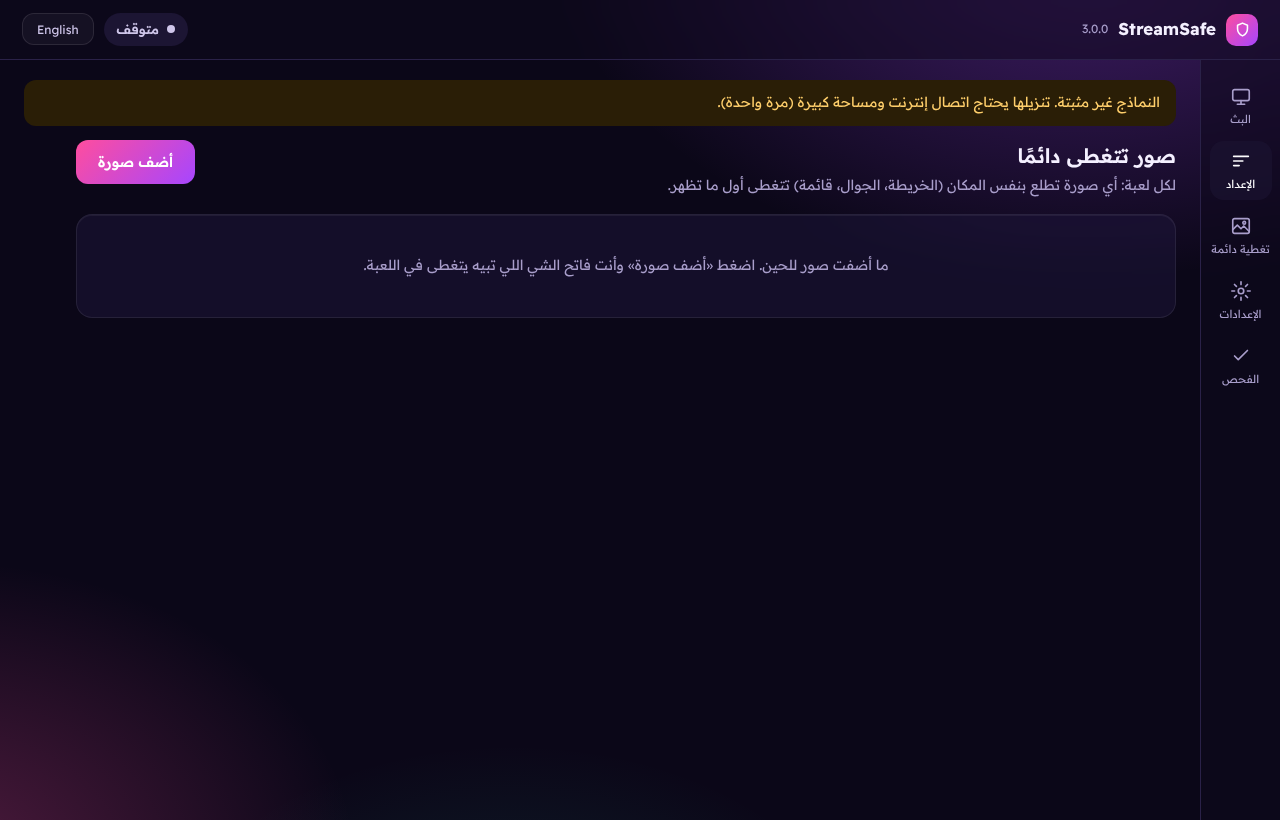 StreamSafe 3.0.0
متوقف
English
البث
الإعداد
تغطية دائمة
الإعدادات
الفحص
النماذج غير مثبتة. تنزيلها يحتاج اتصال إنترنت ومساحة كبيرة (مرة واحدة).
صور تتغطى دائمًا
لكل لعبة: أي صورة تطلع بنفس المكان (الخريطة، الجوال، قائمة) تتغطى أول ما تظهر.
أضف صورة
ما أضفت صور للحين. اضغط «أضف صورة» وأنت فاتح الشي اللي تبيه يتغطى في اللعبة.